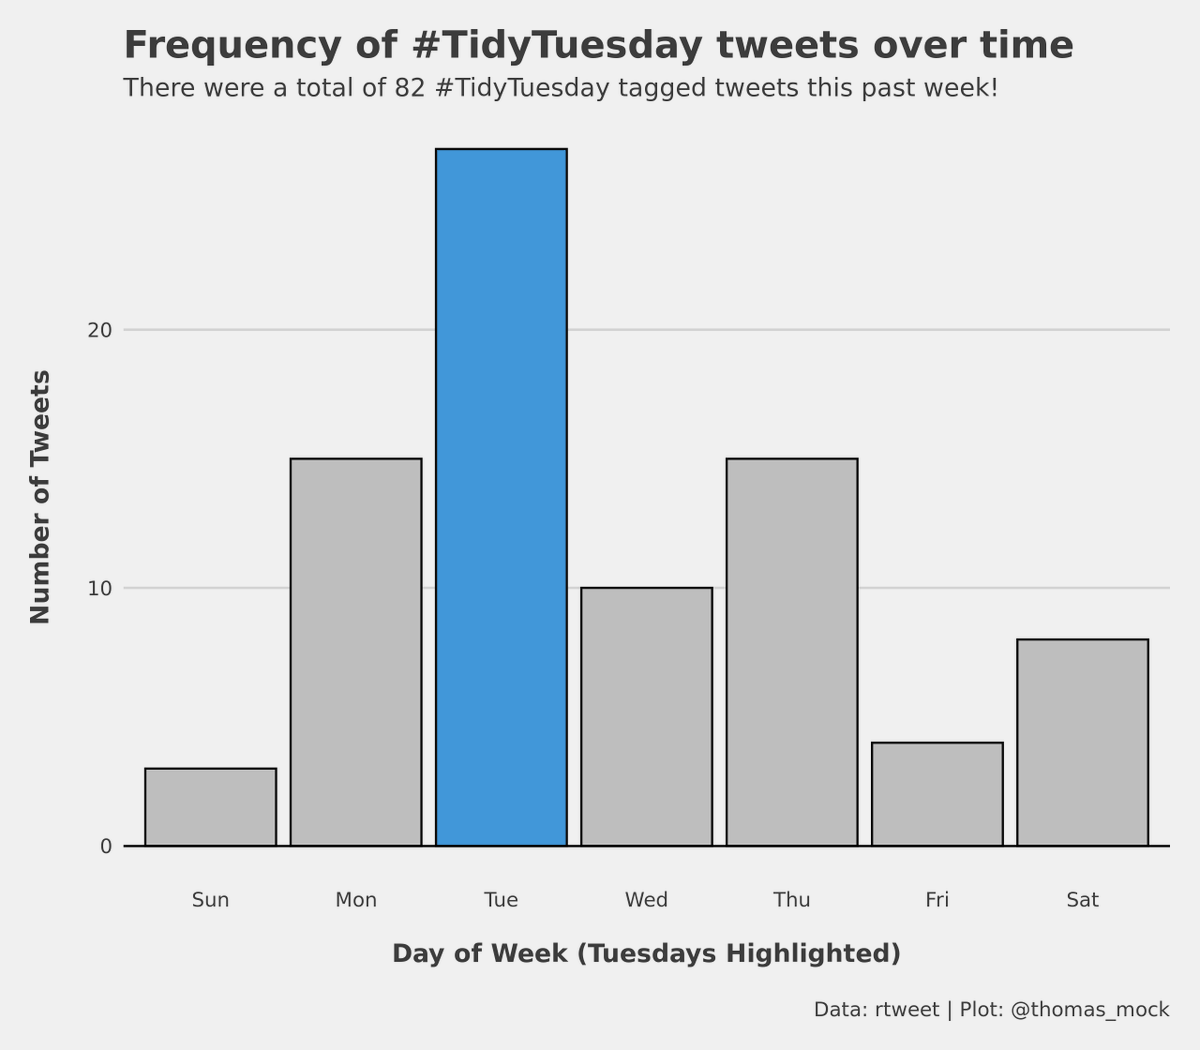 Frequency of #TidyTuesday tweets over time
There were a total of 82 #TidyTuesday tagged tweets this past week!
Number of Tweets
20
10
0
Sun Mon Tue Wed Thu Fri Sat
Day of Week (Tuesdays Highlighted)
Data: rtweet | Plot: @thomas_mock